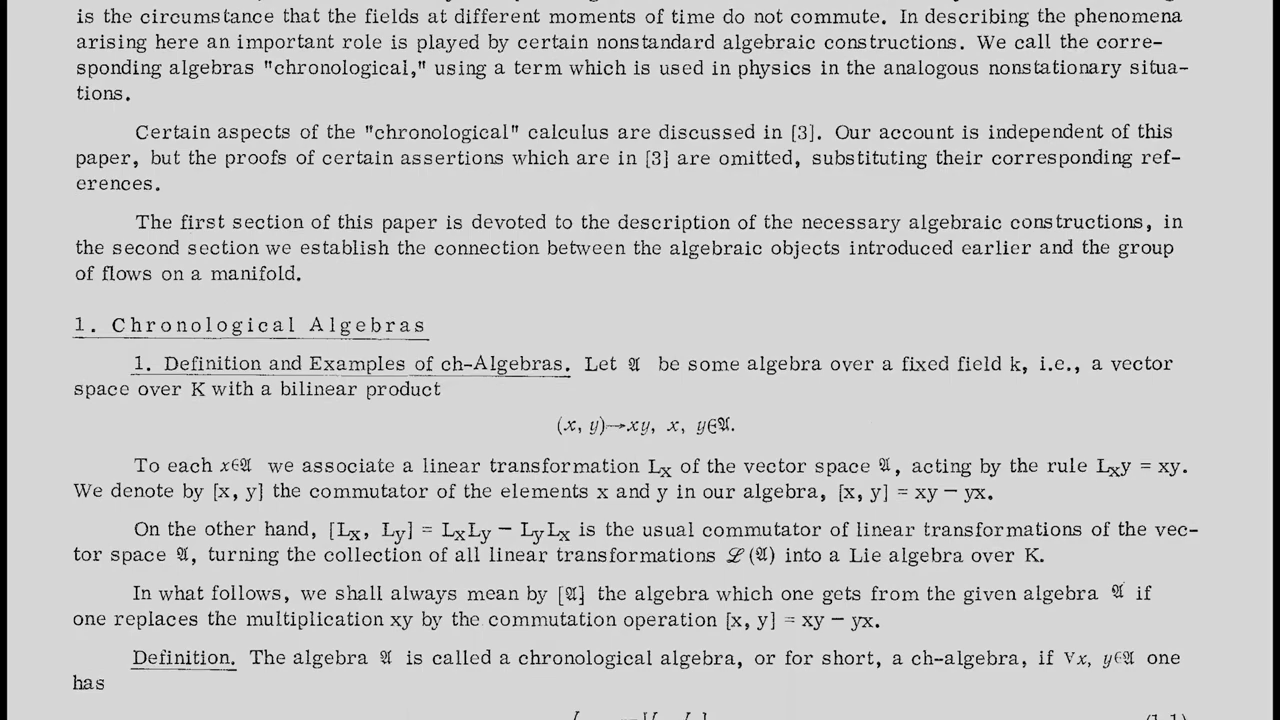 is the circumstance that the fields at different moments of time do not commute. In describing the phenomena
arising here an important role is played by certain nonstandard algebraic constructions. We call the corre-
sponding algebras "chronological," using a term which is used in physics in the analogous nonstationary situa-
tions.
Certain aspects of the "chronological" calculus are discussed in [3]. Our account is independent of this
paper, but the proofs of certain assertions which are in [3] are omitted, substituting their corresponding ref-
erences.
The first section of this paper is devoted to the description of the necessary algebraic constructions, in
the second section we establish the connection between the algebraic objects introduced earlier and the group
of flows on a manifold.
1. Chronological Algebras
1. Definition and Examples of ch-Algebras. Let 𝔄 be some algebra over a fixed field k, i.e., a vector
space over K with a bilinear product
(x, y)→xy, x, y∈𝔄.
To each x∈𝔄 we associate a linear transformation Lₓ of the vector space 𝔄, acting by the rule Lₓy = xy.
We denote by [x, y] the commutator of the elements x and y in our algebra, [x, y] = xy − yx.
On the other hand, [L_x, L_y] = L_xL_y − L_yL_x is the usual commutator of linear transformations of the vec-
tor space 𝔄, turning the collection of all linear transformations ℒ(𝔄) into a Lie algebra over K.
In what follows, we shall always mean by [𝔄] the algebra which one gets from the given algebra 𝔄 if
one replaces the multiplication xy by the commutation operation [x, y] = xy − yx.
Definition. The algebra 𝔄 is called a chronological algebra, or for short, a ch-algebra, if ∀x, y∈𝔄 one
has